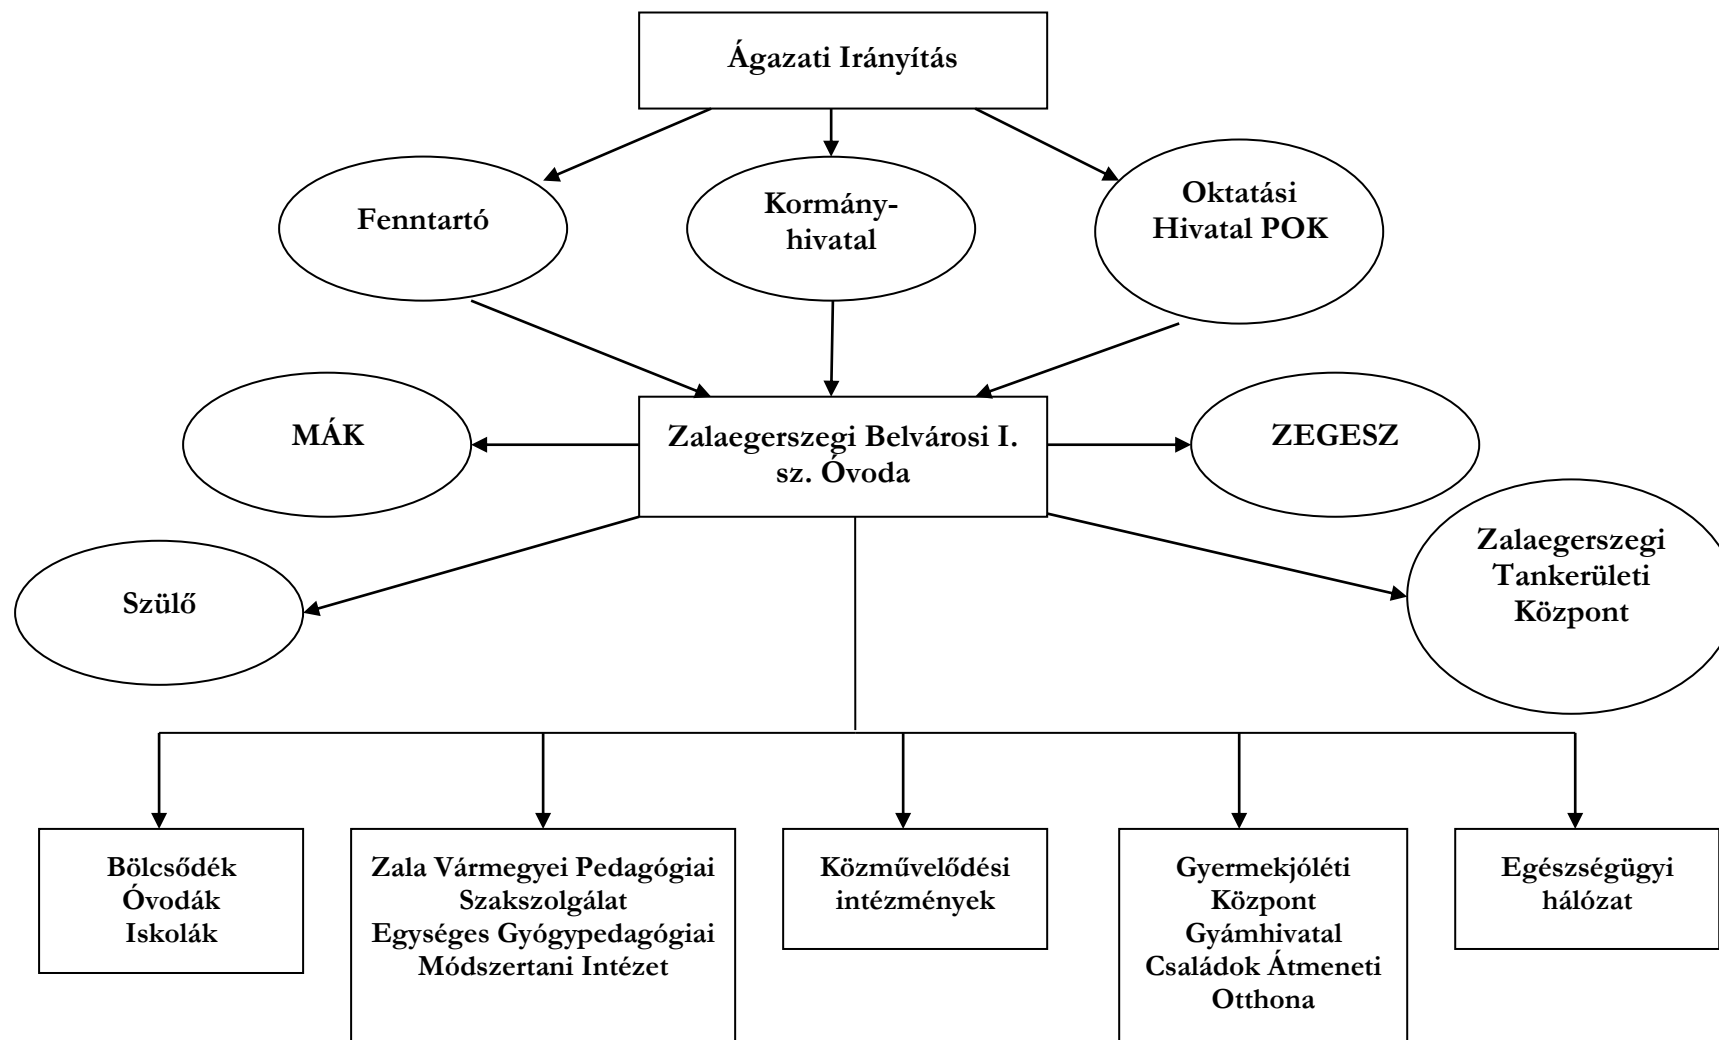 Ágazati Irányítás
Fenntartó
Kormány-
hivatal
Oktatási
Hivatal POK
MÁK
Zalaegerszegi Belvárosi I.
sz. Óvoda
ZEGESZ
Szülő
Zalaegerszegi
Tankerületi
Központ
Bölcsődék
Óvodák
Iskolák
Zala Vármegyei Pedagógiai
Szakszolgálat
Egységes Gyógypedagógiai
Módszertani Intézet
Közművelődési
intézmények
Gyermekjóléti
Központ
Gyámhivatal
Családok Átmeneti
Otthona
Egészségügyi
hálózat